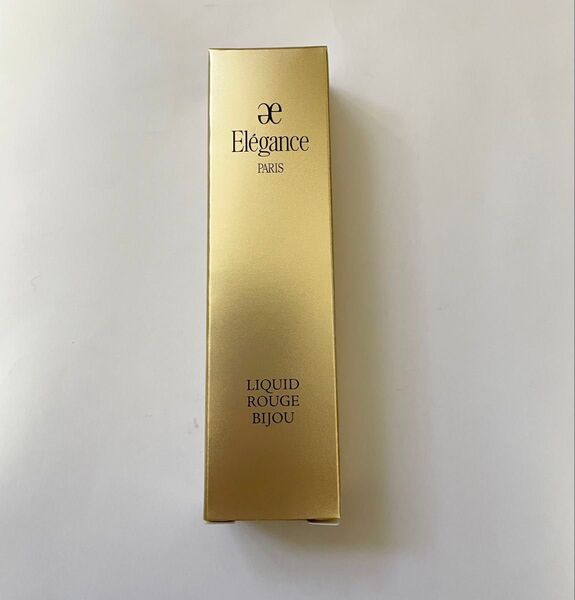 æ
Elégance
PARIS
LIQUID
ROUGE
BIJOU